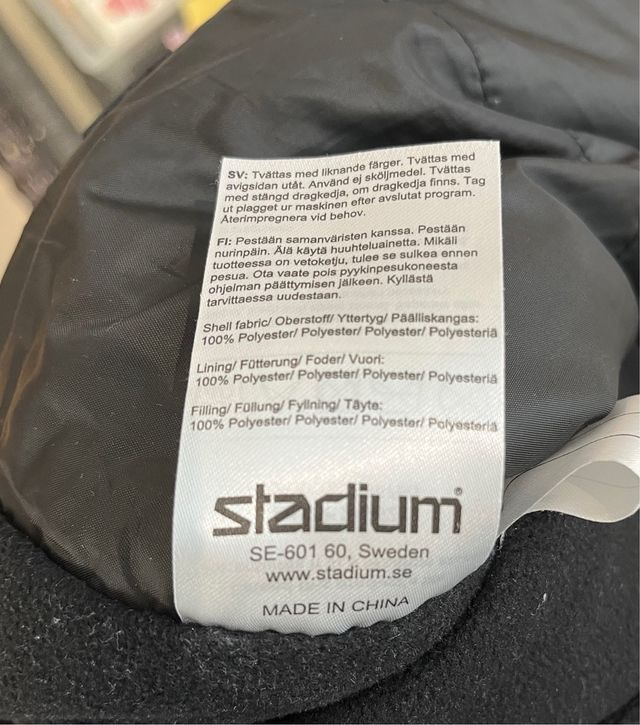 SV: Tvättas med liknande färger. Tvättas med
avigsidan utåt. Använd ej sköljmedel. Tvättas
med stängd dragkedja, om dragkedja finns. Tag
ut plagget ur maskinen efter avslutat program.
Återimpregnera vid behov.
FI: Pestään samanväristen kanssa. Pestään
nurinpäin. Älä käytä huuhteluainetta. Mikäli
tuotteessa on vetoketju, tulee se sulkea ennen
pesua. Ota vaate pois pyykinpesukoneesta
ohjelman päättymisen jälkeen. Kyllästä
tarvittaessa uudestaan.
Shell fabric/ Oberstoff/ Yttertyg/ Päälliskangas:
100% Polyester/ Polyester/ Polyester/ Polyesteriä
Lining/ Fütterung/ Foder/ Vuori:
100% Polyester/ Polyester/ Polyester/ Polyesteriä
Filling/ Füllung/ Fyllning/ Täyte:
100% Polyester/ Polyester/ Polyester/ Polyesteriä
stadium®
SE-601 60, Sweden
www.stadium.se
MADE IN CHINA